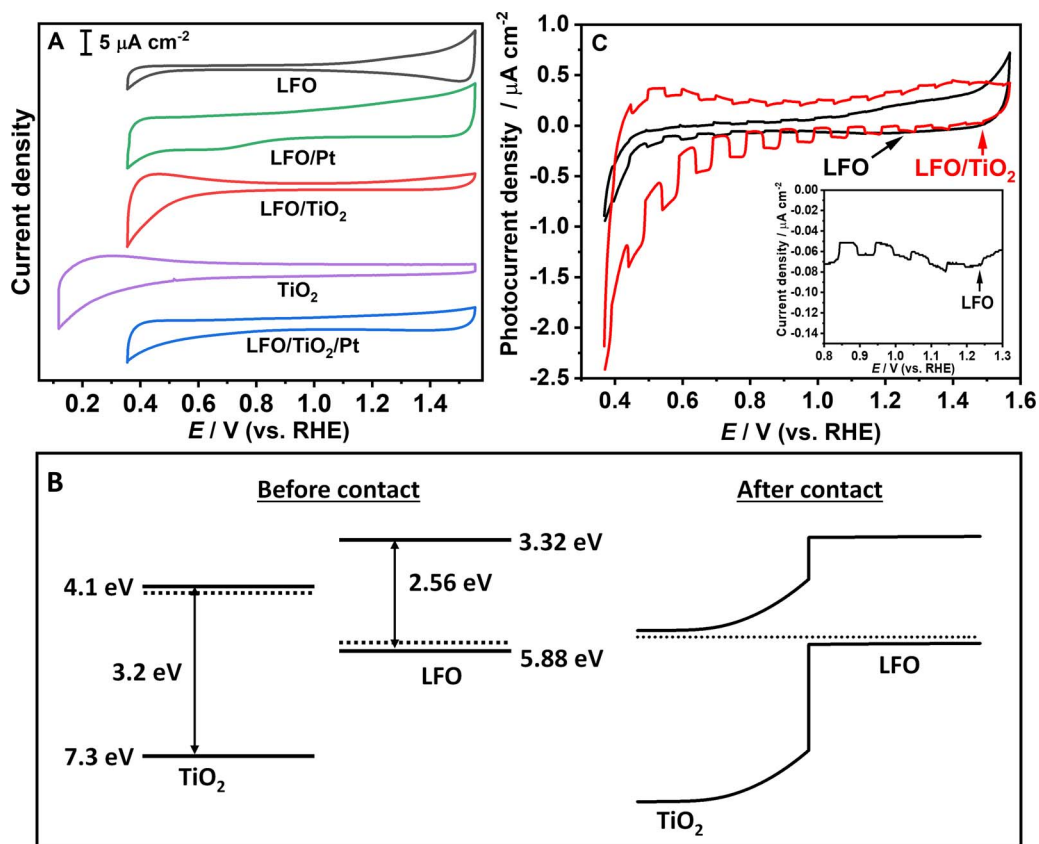 A
5 μA cm-2
Current density
LFO
LFO/Pt
LFO/TiO2
TiO2
LFO/TiO2/Pt
0.2 0.4 0.6 0.8 1.0 1.2 1.4
E / V (vs. RHE)
C
Photocurrent density / μA cm-2
1.0
0.5
0.0
-0.5
-1.0
-1.5
-2.0
-2.5
LFO
LFO/TiO2
Current density / μA cm-2
0.00
-0.02
-0.04
-0.06
-0.08
-0.10
-0.12
-0.14
LFO
0.8 0.9 1.0 1.1 1.2 1.3
E / V (vs. RHE)
0.4 0.6 0.8 1.0 1.2 1.4 1.6
E / V (vs. RHE)
B
Before contact
4.1 eV
3.2 eV
7.3 eV
TiO2
3.32 eV
2.56 eV
5.88 eV
LFO
After contact
LFO
TiO2